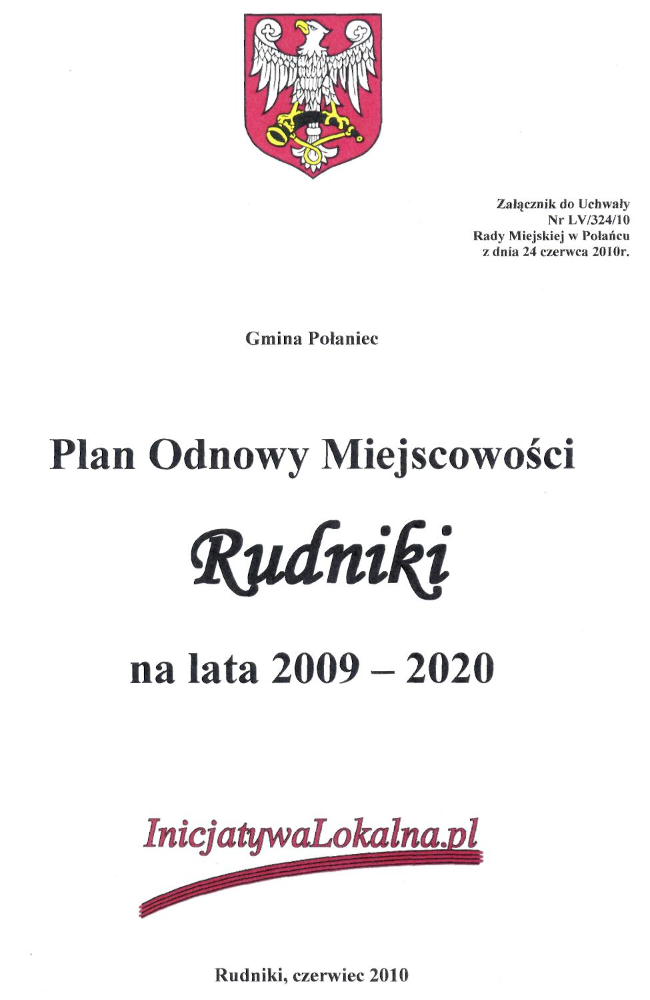 Załącznik do Uchwały
Nr LV/324/10
Rady Miejskiej w Połańcu
z dnia 24 czerwca 2010r.
Gmina Połaniec
Plan Odnowy Miejscowości
Rudniki
na lata 2009 – 2020
InicjatywaLokalna.pl
Rudniki, czerwiec 2010